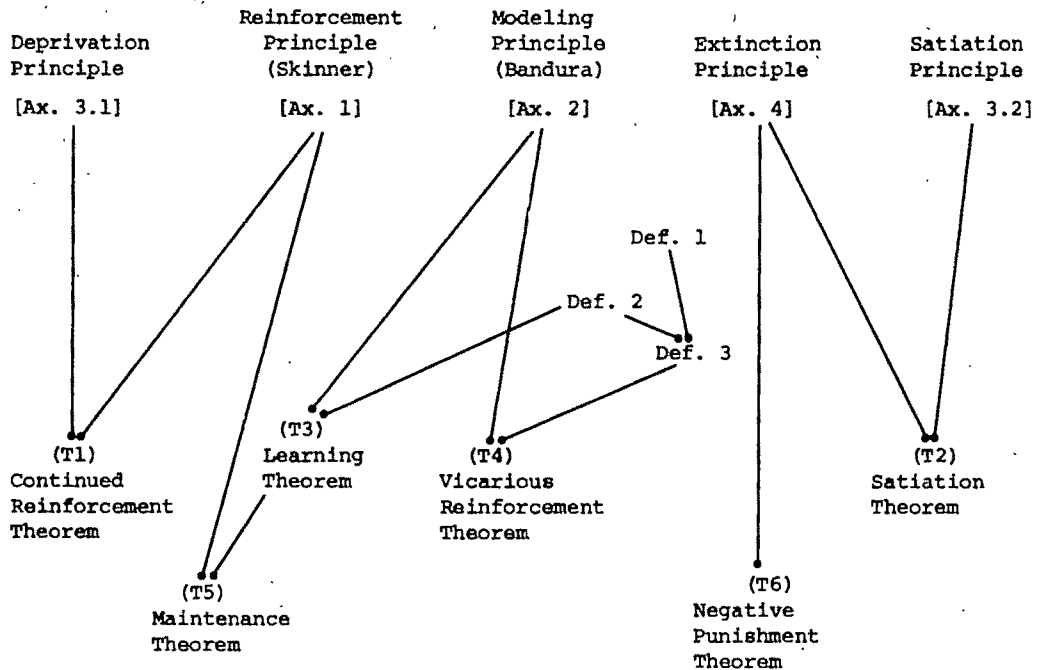 Deprivation
Principle
[Ax. 3.1]
Reinforcement
Principle
(Skinner)
[Ax. 1]
Modeling
Principle
(Bandura)
[Ax. 2]
Extinction
Principle
[Ax. 4]
Satiation
Principle
[Ax. 3.2]
Def. 1
Def. 2
Def. 3
(T1)
Continued
Reinforcement
Theorem
(T3)
Learning
Theorem
(T4)
Vicarious
Reinforcement
Theorem
(T2)
Satiation
Theorem
(T5)
Maintenance
Theorem
(T6)
Negative
Punishment
Theorem